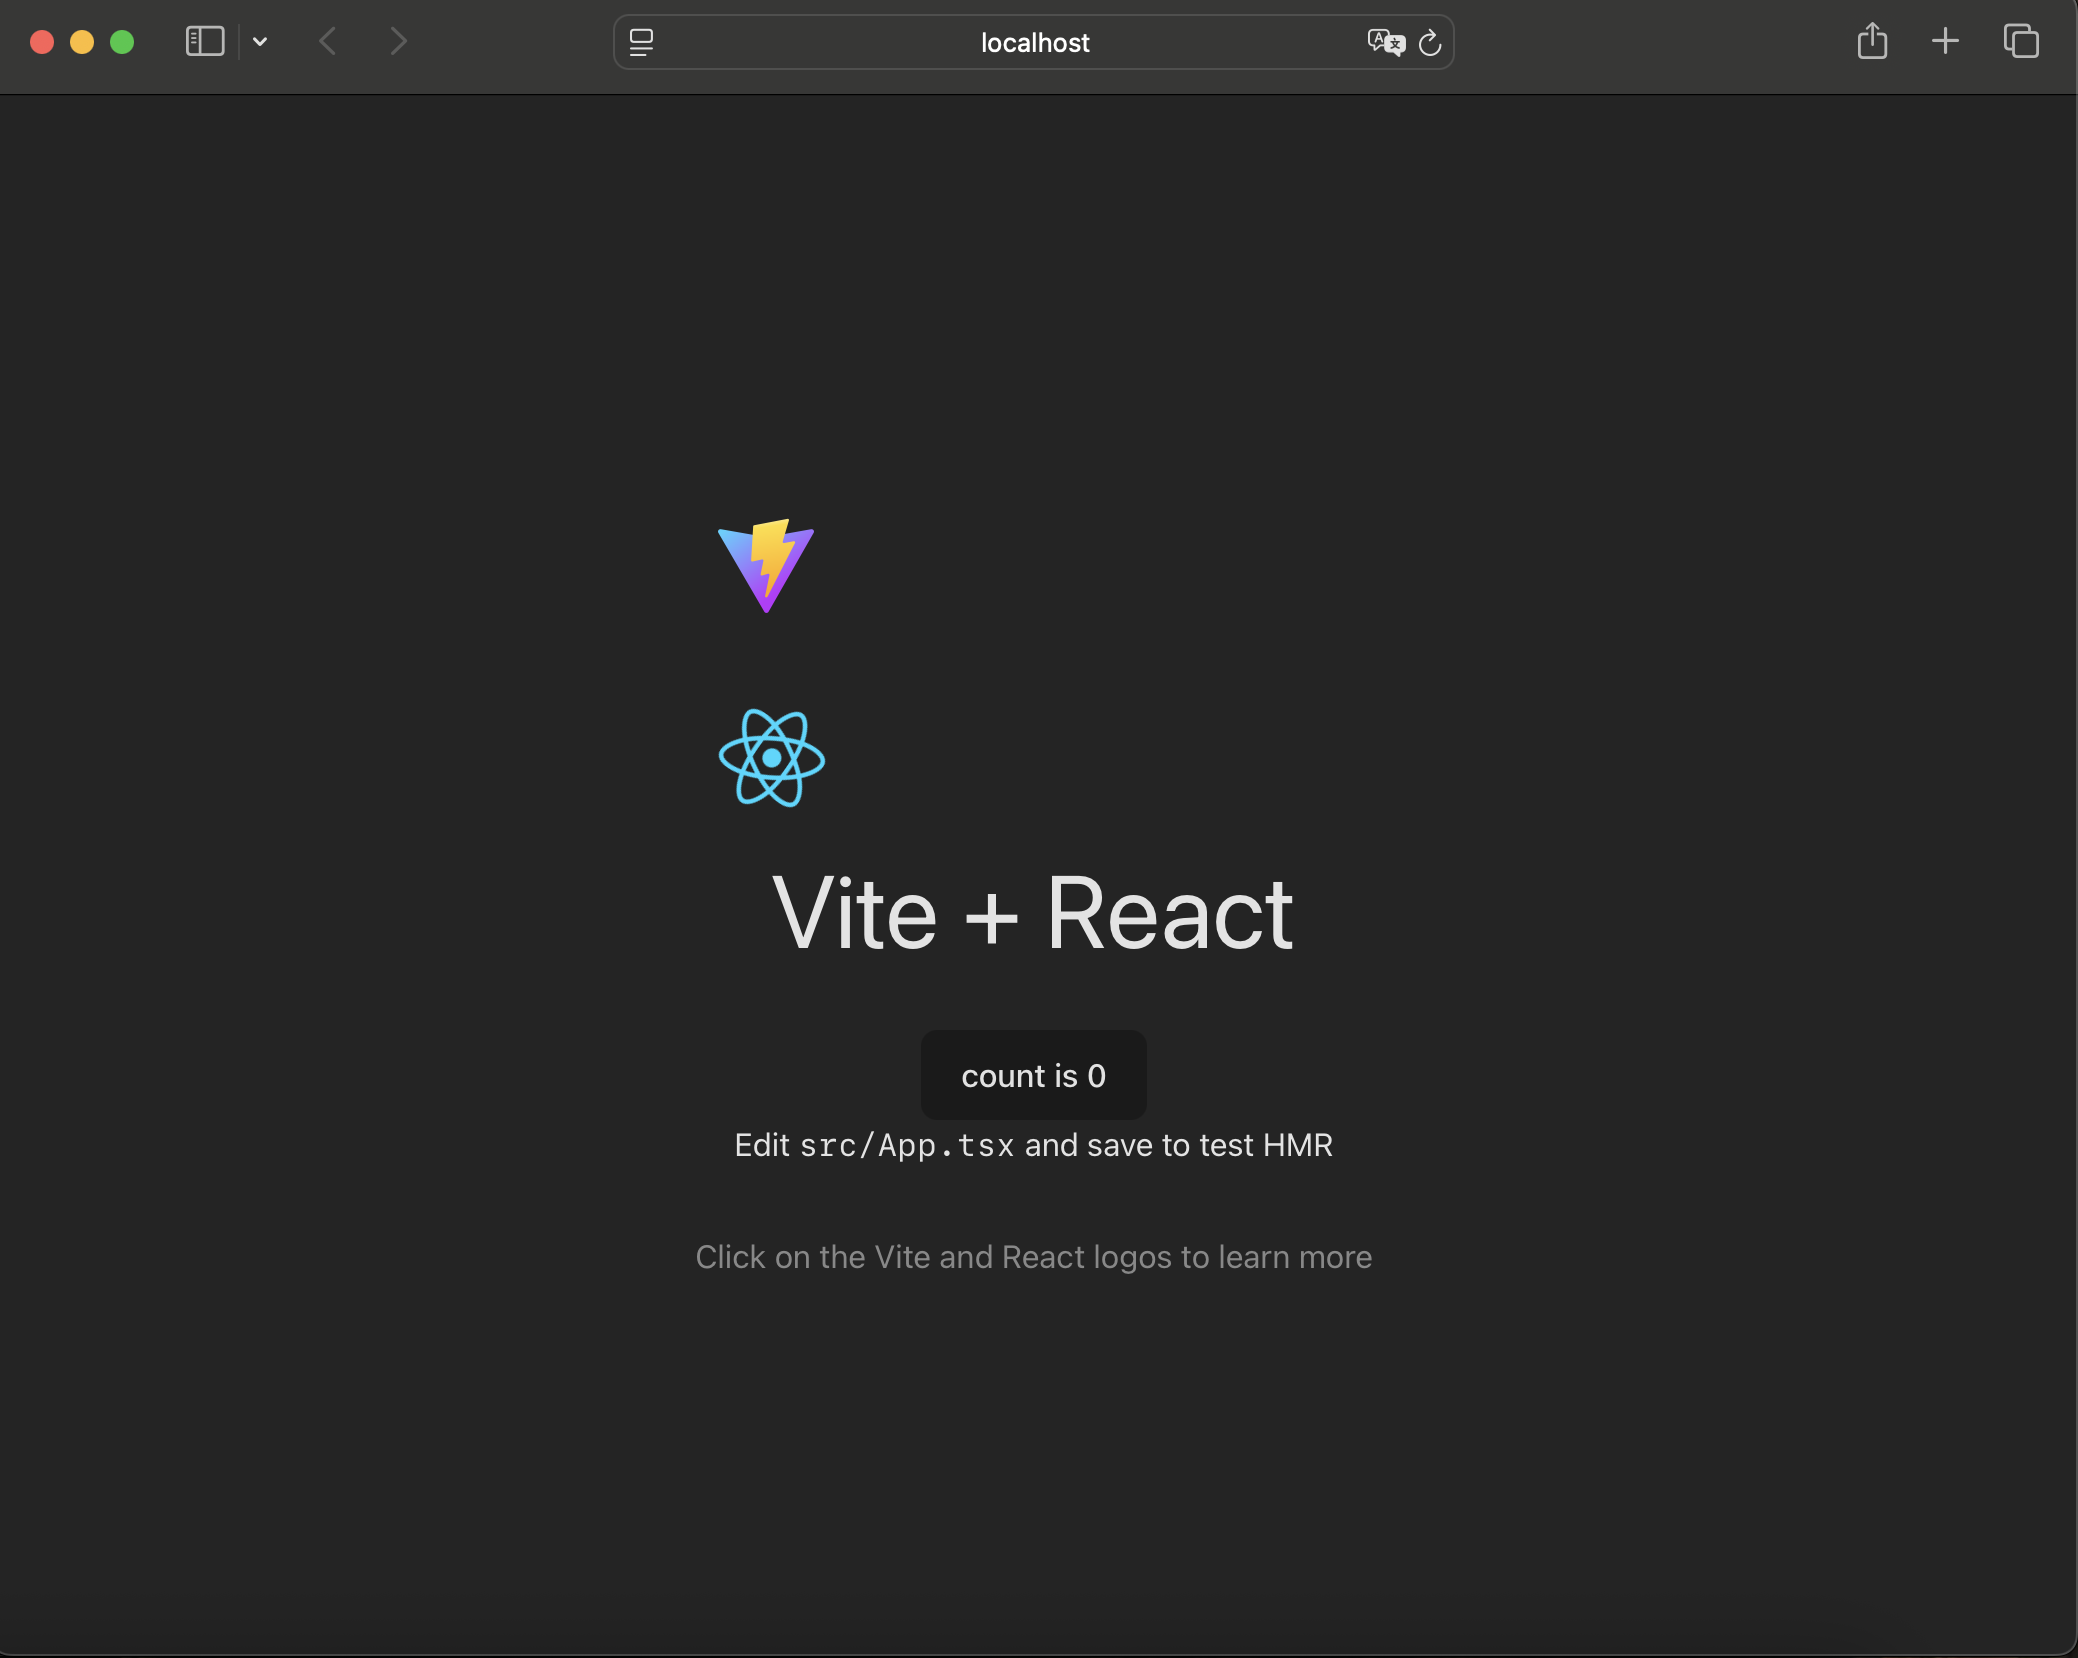 localhost
Vite + React
count is 0
Edit src/App.tsx and save to test HMR
Click on the Vite and React logos to learn more